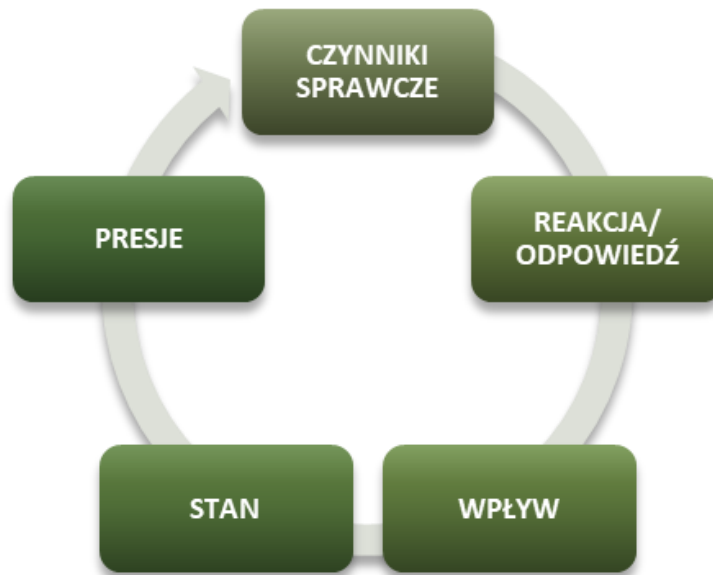 CZYNNIKI
SPRAWCZE
REAKCJA/
ODPOWIEDŹ
WPŁYW
STAN
PRESJE